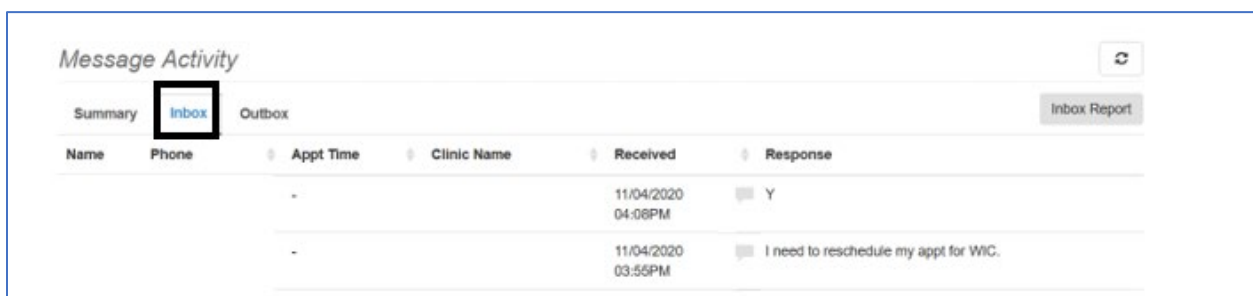 Message Activity
Summary Inbox Outbox Inbox Report
Name Phone Appt Time Clinic Name Received Response
- 11/04/2020 Y
04:08PM
- 11/04/2020 I need to reschedule my appt for WIC.
03:55PM